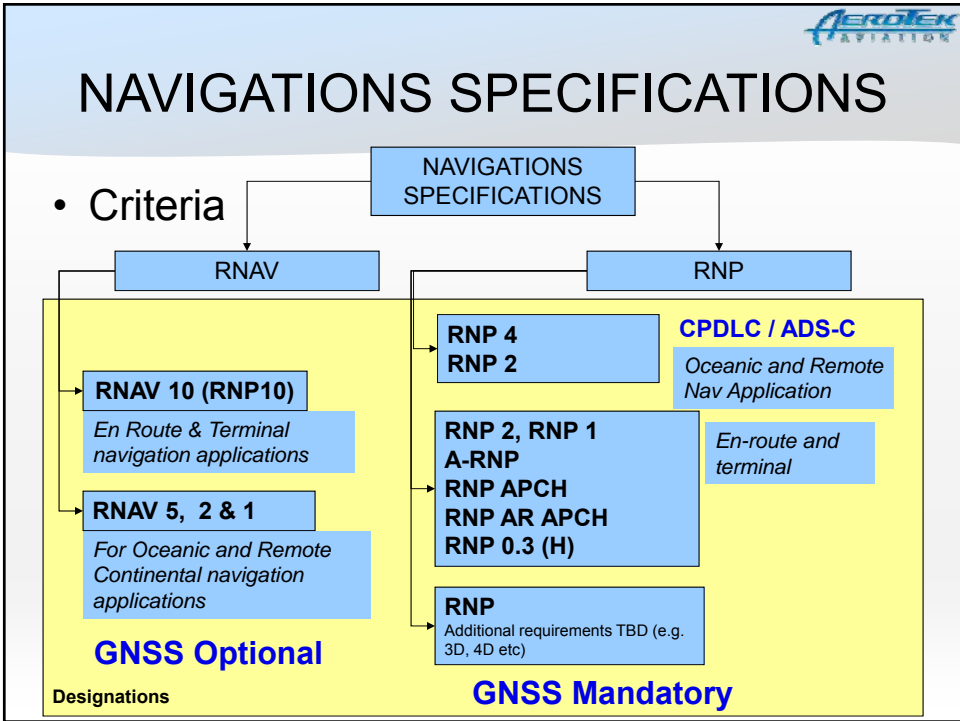 AEROTEK
AVIATION
NAVIGATIONS SPECIFICATIONS
• Criteria
NAVIGATIONS
SPECIFICATIONS
RNAV
RNP
RNAV 10 (RNP10)
En Route & Terminal
navigation applications
RNAV 5, 2 & 1
For Oceanic and Remote
Continental navigation
applications
GNSS Optional
RNP 4
RNP 2
CPDLC / ADS-C
Oceanic and Remote
Nav Application
RNP 2, RNP 1
A-RNP
RNP APCH
RNP AR APCH
RNP 0.3 (H)
En-route and
terminal
RNP
Additional requirements TBD (e.g.
3D, 4D etc)
GNSS Mandatory
Designations